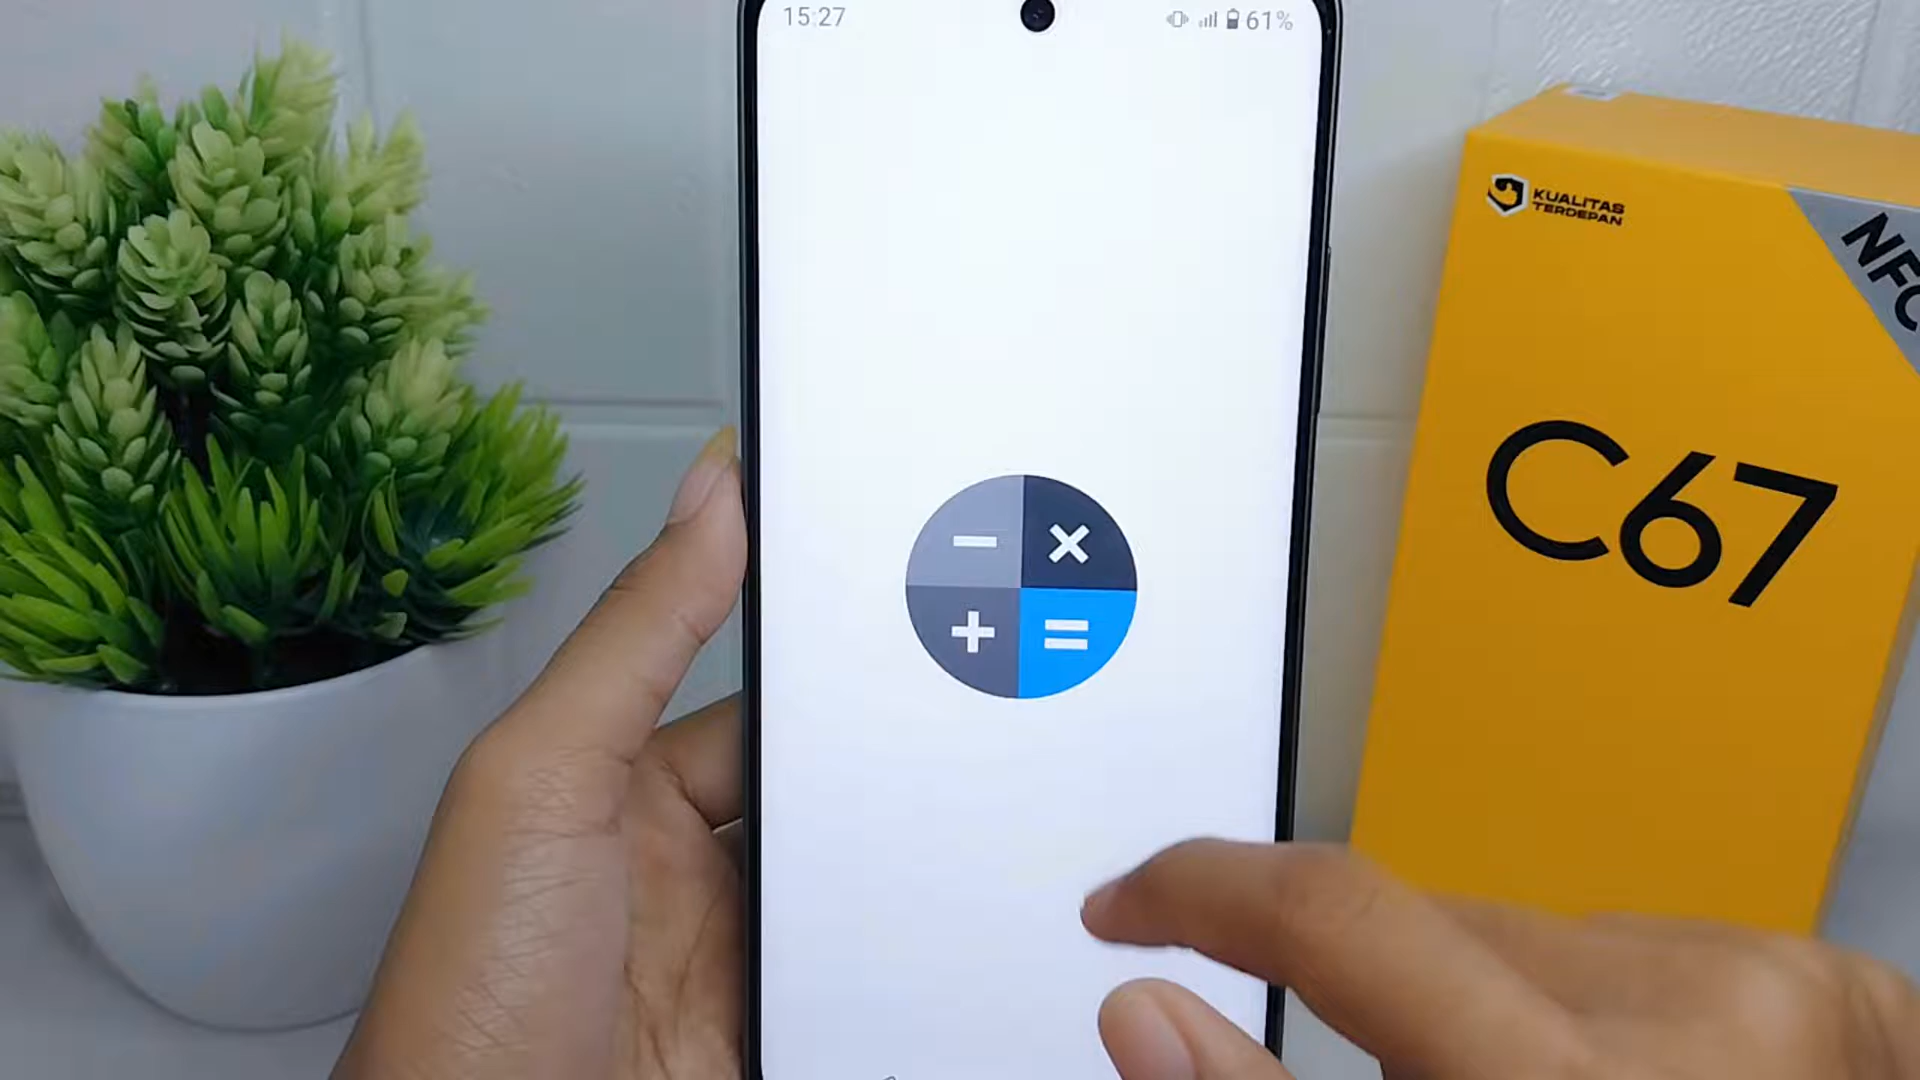 15:27
61%
− ×
+ =
KUALITAS
TERDEPAN
NFC
C67